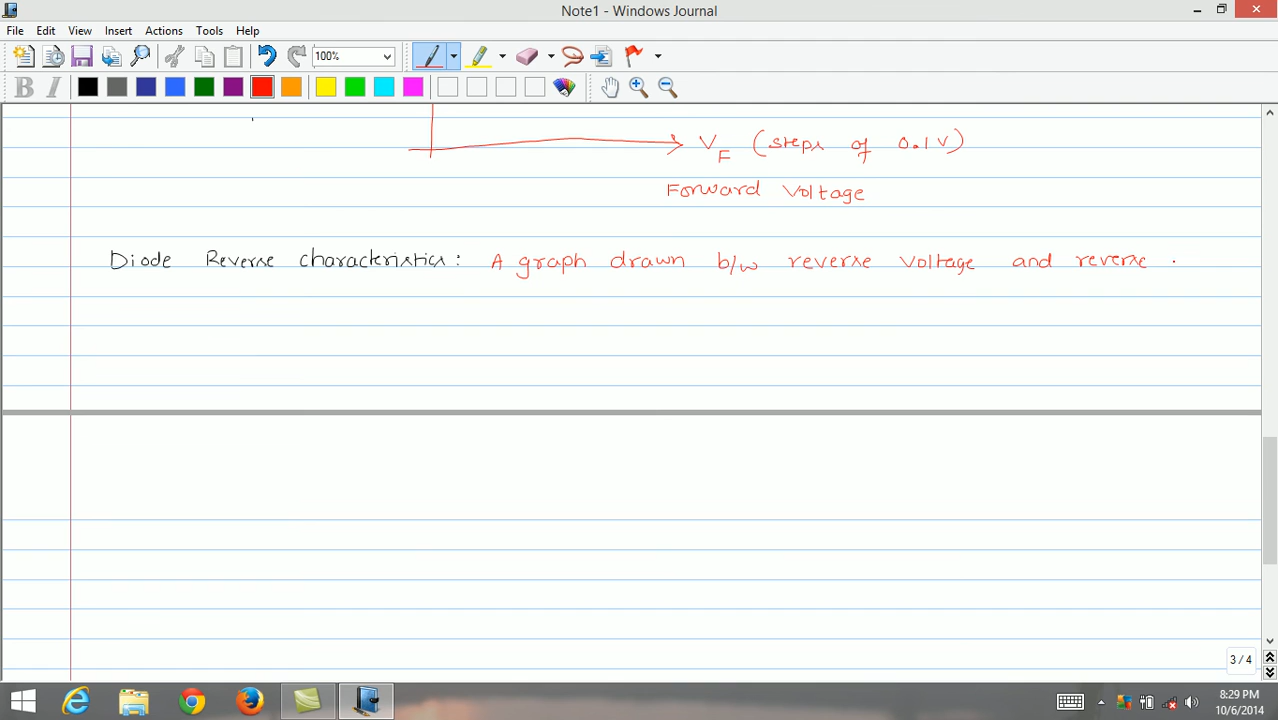 Note1 - Windows Journal
File Edit View Insert Actions Tools Help
100%
B I
VF (steps of 0.1V)
Forward Voltage
Diode Reverse characteristics: A graph drawn b/w reverse voltage and reverse
3 / 4
8:29 PM
10/6/2014